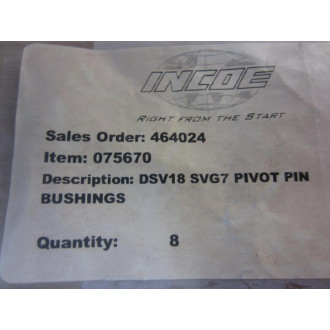 INCOE
RIGHT FROM THE START
Sales Order: 464024
Item: 075670
Description: DSV18 SVG7 PIVOT PIN
BUSHINGS
Quantity: 8